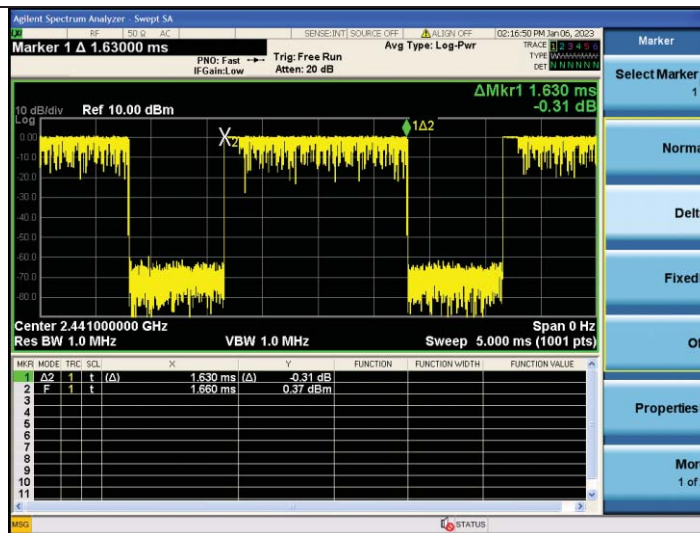 Agilent Spectrum Analyzer - Swept SA
RF 50 Ω AC SENSE:INT SOURCE OFF ALIGN OFF 02:16:50 PM Jan 06, 2023
Marker 1 Δ 1.63000 ms
PNO: Fast
IFGain:Low
Trig: Free Run
Atten: 20 dB
Avg Type: Log-Pwr
TRACE 1 2 3 4 5 6
TYPE
DET N N N N N N
ΔMkr1 1.630 ms
-0.31 dB
10 dB/div Ref 10.00 dBm
Log
0.00
-10.0
-20.0
-30.0
-40.0
-50.0
-60.0
-70.0
-80.0
X2
1Δ2
Center 2.441000000 GHz Span 0 Hz
Res BW 1.0 MHz VBW 1.0 MHz Sweep 5.000 ms (1001 pts)
MKR MODE TRC SCL X Y FUNCTION FUNCTION WIDTH FUNCTION VALUE
1 Δ2 1 t (Δ) 1.630 ms (Δ) -0.31 dB
2 F 1 t 1.660 ms 0.37 dBm
3
4
5
6
7
8
9
10
11
MSG STATUS
Marker
Select Marker
1
Norma
Delt
Fixed
Of
Properties
Mor
1 of